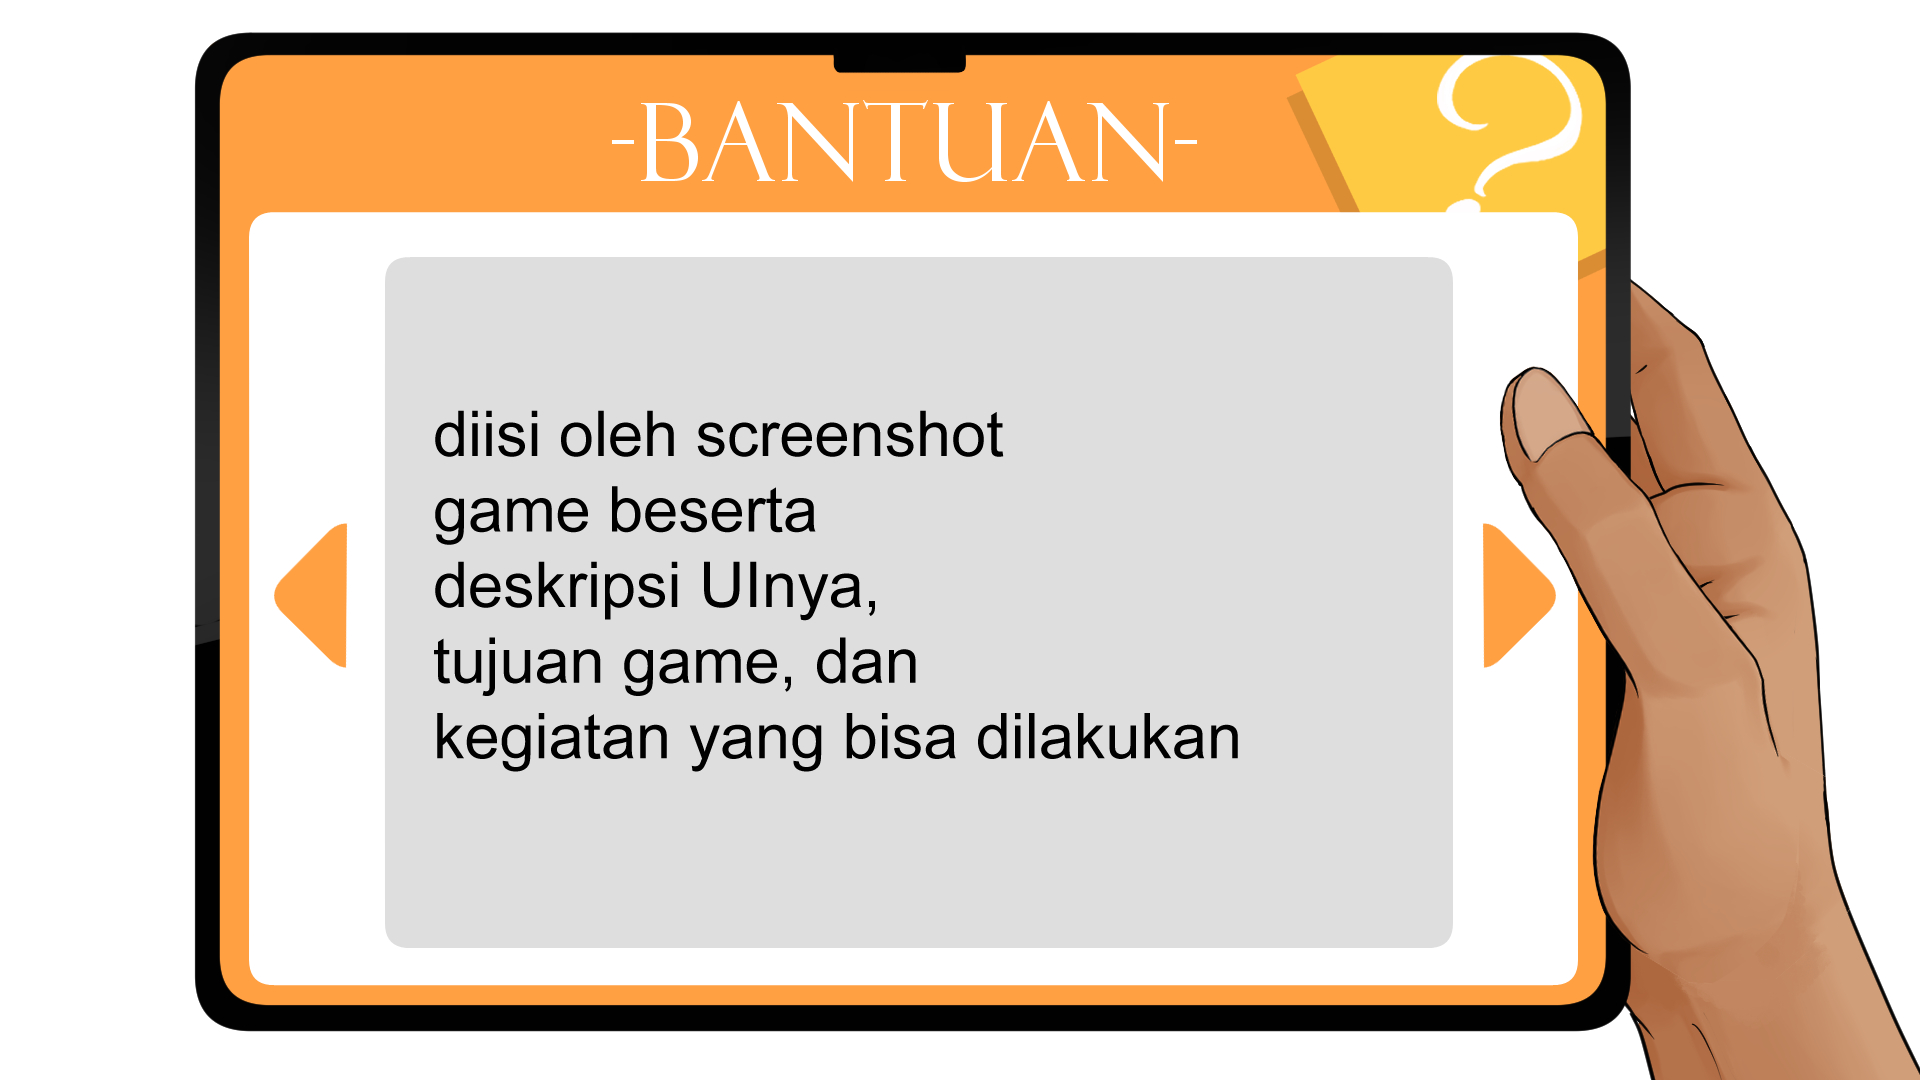 -BANTUAN-
?
diisi oleh screenshot
game beserta
deskripsi UInya,
tujuan game, dan
kegiatan yang bisa dilakukan